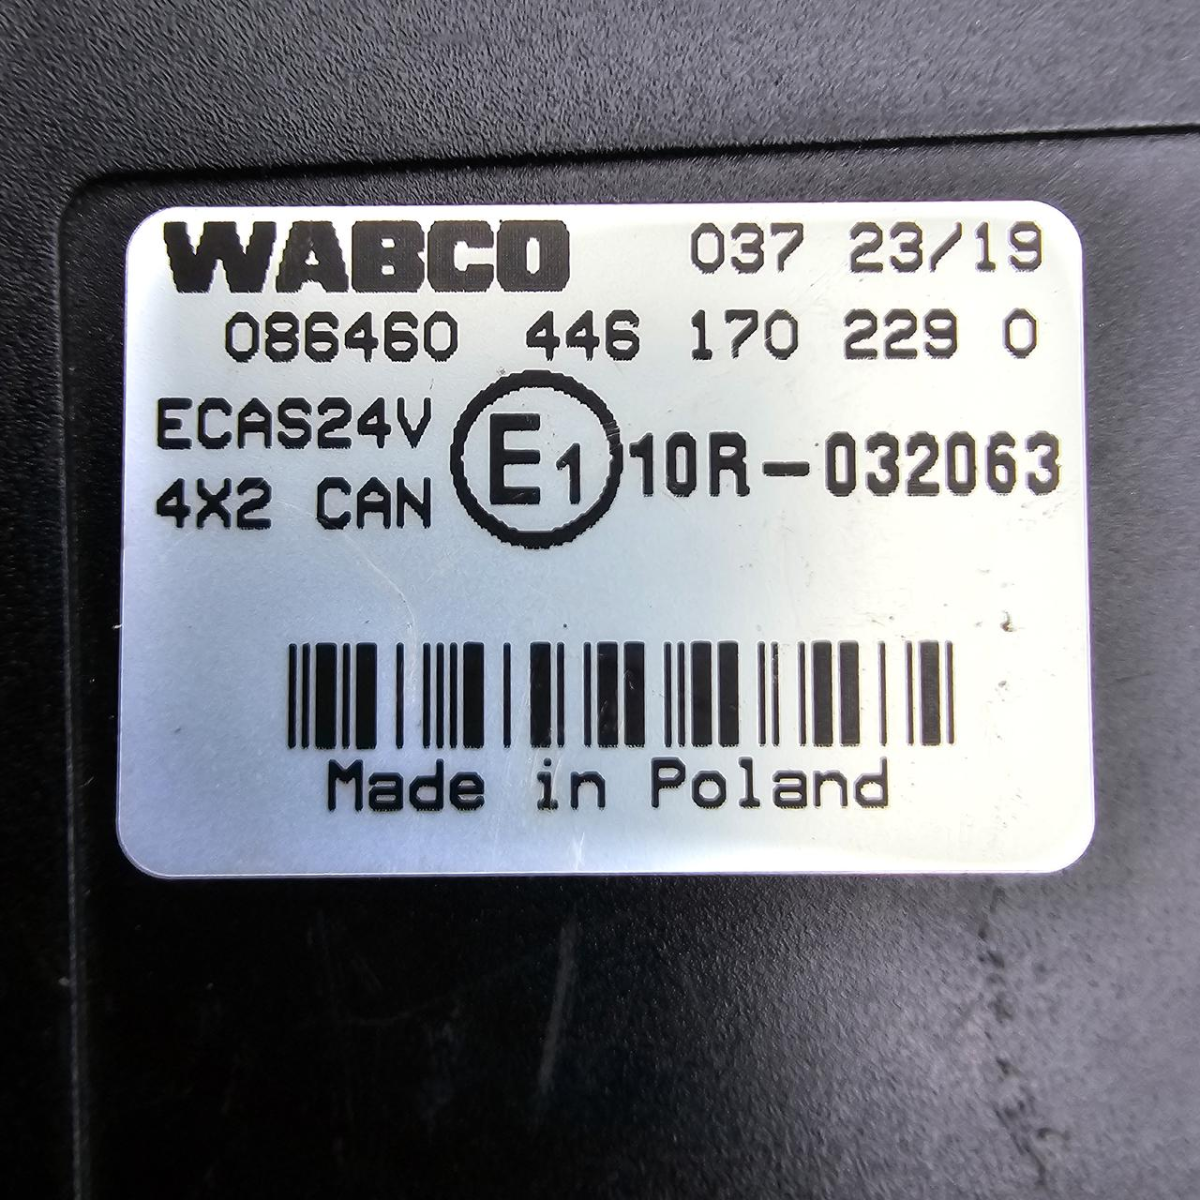 WABCO 037 23/19
086460 446 170 229 0
ECAS24V
4X2 CAN
E1 10R-032063
Made in Poland